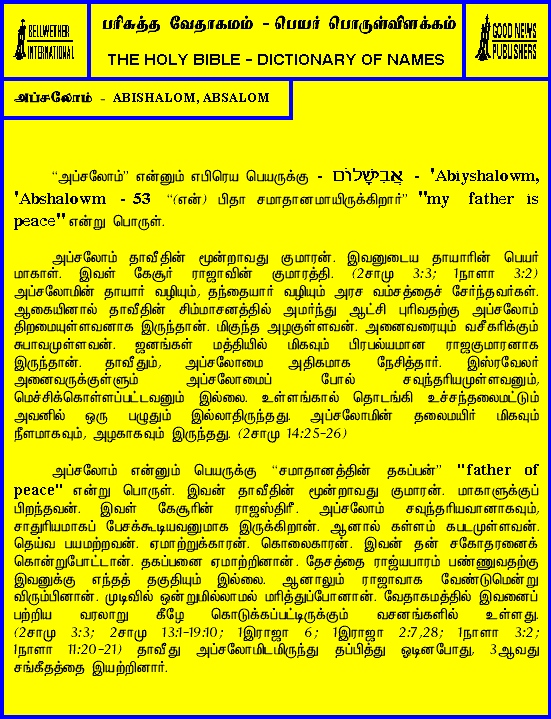 BELLWETHER
INTERNATIONAL
பரிசுத்த வேதாகமம் - பெயர் பொருள்விளக்கம்
THE HOLY BIBLE - DICTIONARY OF NAMES
GOOD NEWS
PUBLISHERS
அப்சலோம் - ABISHALOM, ABSALOM
“அப்சலோம்” என்னும் எபிரெய பெயருக்கு - אֲבִישָׁלוֹם - 'Abiyshalowm,
'Abshalowm - 53 “(என்) பிதா சமாதானமாயிருக்கிறார்” "my father is
peace" என்று பொருள்.
அப்சலோம் தாவீதின் மூன்றாவது குமாரன். இவனுடைய தாயாரின் பெயர்
மாகாள். இவள் கேசூர் ராஜாவின் குமாரத்தி. (2சாமு 3:3; 1நாளா 3:2)
அப்சலோமின் தாயார் வழியும், தந்தையார் வழியும் அரச வம்சத்தைச் சேர்ந்தவர்கள்.
ஆகையினால் தாவீதின் சிம்மாசனத்தில் அமர்ந்து ஆட்சி புரிவதற்கு அப்சலோம்
திறமையுள்ளவனாக இருந்தான். மிகுந்த அழகுள்ளவன். அனைவரையும் வசீகரிக்கும்
சுபாவமுள்ளவன். ஜனங்கள் மத்தியில் மிகவும் பிரபல்யமான ராஜகுமாரனாக
இருந்தான். தாவீதும், அப்சலோமை அதிகமாக நேசித்தார். இஸ்ரவேலர்
அனைவருக்குள்ளும் அப்சலோமைப் போல் சவுந்தரியமுள்ளவனும்,
மெச்சிக்கொள்ளப்பட்டவனும் இல்லை. உள்ளங்கால் தொடங்கி உச்சந்தலைமட்டும்
அவனில் ஒரு பழுதும் இல்லாதிருந்தது. அப்சலோமின் தலைமயிர் மிகவும்
நீளமாகவும், அழகாகவும் இருந்தது. (2சாமு 14:25-26)
அப்சலோம் என்னும் பெயருக்கு “சமாதானத்தின் தகப்பன்” "father of
peace" என்று பொருள். இவன் தாவீதின் மூன்றாவது குமாரன். மாகாளுக்குப்
பிறந்தவன். இவள் கேசூரின் ராஜஸ்திரீ. அப்சலோம் சவுந்தரியவானாகவும்,
சாதுரியமாகப் பேசக்கூடியவனுமாக இருக்கிறான். ஆனால் கள்ளம் கபடமுள்ளவன்.
தெய்வ பயமற்றவன். ஏமாற்றுக்காரன். கொலைகாரன். இவன் தன் சகோதரனைக்
கொன்றுபோட்டான். தகப்பனை ஏமாற்றினான். தேசத்தை ராஜ்யபாரம் பண்ணுவதற்கு
இவனுக்கு எந்தத் தகுதியும் இல்லை. ஆனாலும் ராஜாவாக வேண்டுமென்று
விரும்பினான். முடிவில் ஒன்றுமில்லாமல் மரித்துப்போனான். வேதாகமத்தில் இவனைப்
பற்றிய வரலாறு கீழே கொடுக்கப்பட்டிருக்கும் வசனங்களில் உள்ளது.
(2சாமு 3:3; 2சாமு 13:1-19:10; 1இராஜா 6; 1இராஜா 2:7,28; 1நாளா 3:2;
1நாளா 11:20-21) தாவீது அப்சலோமிடமிருந்து தப்பித்து ஓடினபோது, 3ஆவது
சங்கீதத்தை இயற்றினார்.